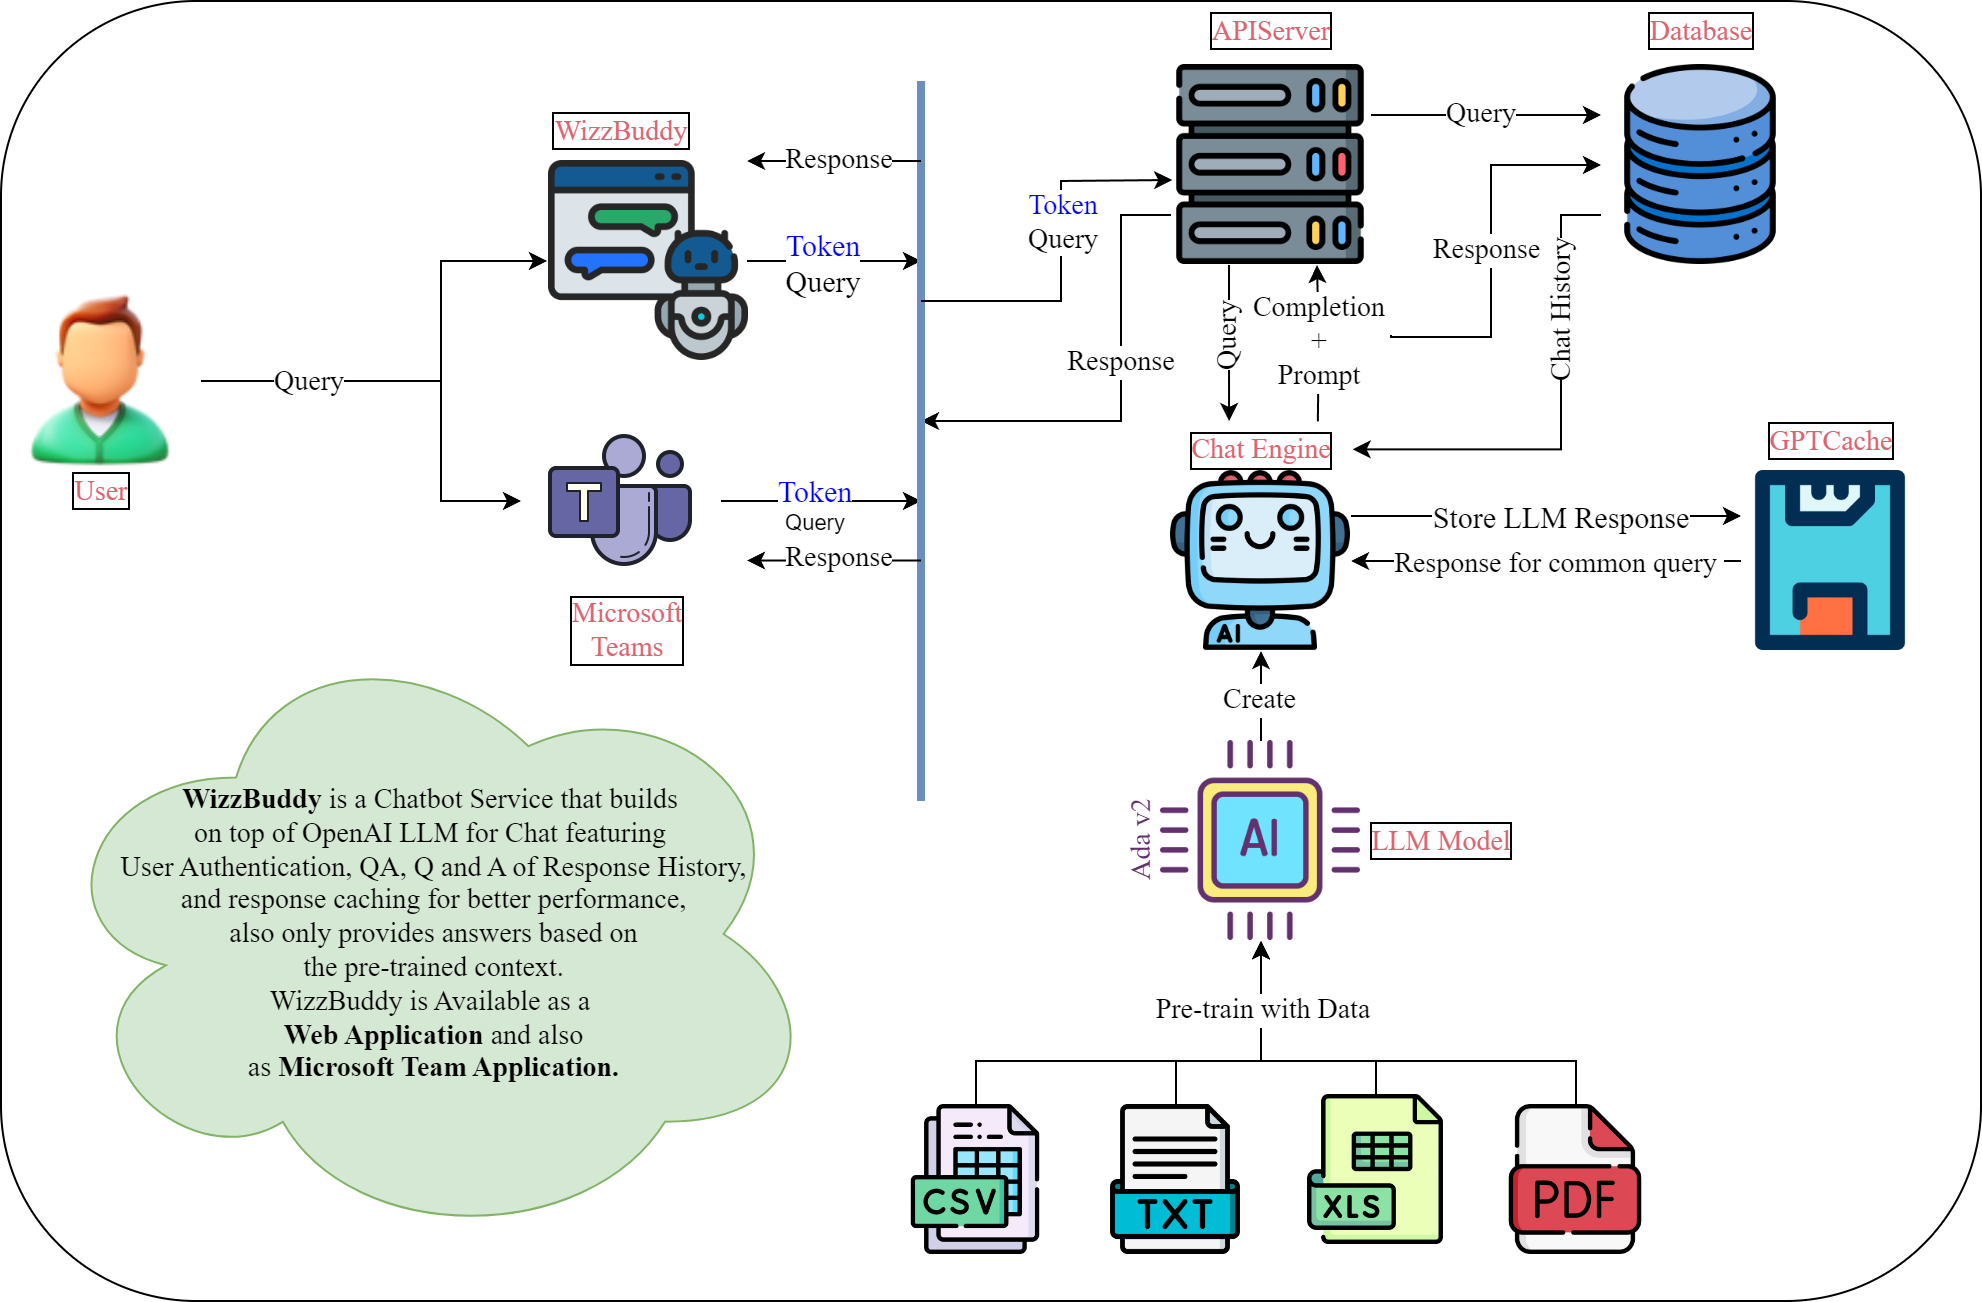 APIServer
Database
WizzBuddy
Response
Query
Token
Query
Token
Query
Response
Chat History
Query
Completion
+
Prompt
Response
Query
User
Chat Engine
GPTCache
T
Token
Query
Response
Store LLM Response
Response for common query
AI
Microsoft
Teams
Create
Ada v2
AI
LLM Model
WizzBuddy is a Chatbot Service that builds
on top of OpenAI LLM for Chat featuring
User Authentication, QA, Q and A of Response History,
and response caching for better performance,
also only provides answers based on
the pre-trained context.
WizzBuddy is Available as a
Web Application and also
as Microsoft Team Application.
Pre-train with Data
CSV
TXT
XLS
PDF